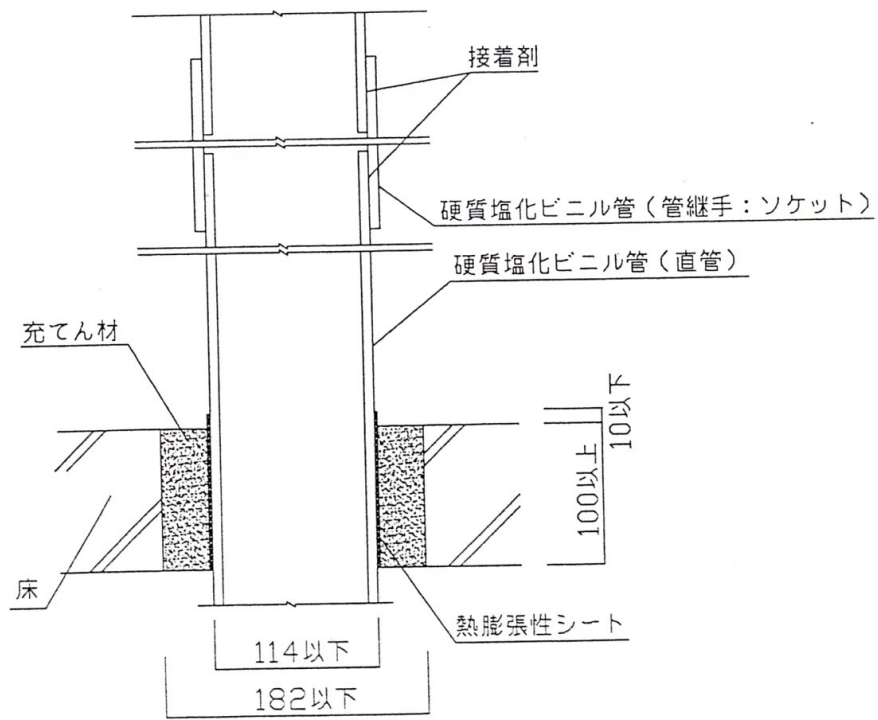 接着剤
硬質塩化ビニル管(管継手:ソケット)
硬質塩化ビニル管(直管)
充てん材
10以下
100以上
床
熱膨張性シート
114以下
182以下